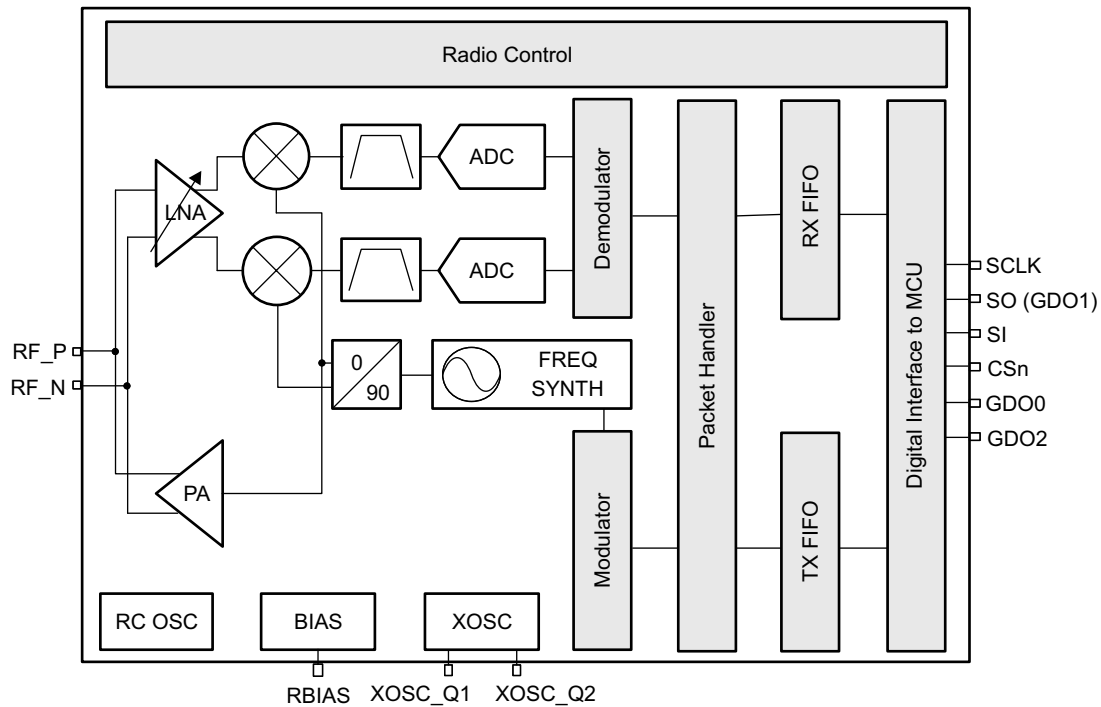 Radio Control
LNA
ADC
ADC
Demodulator
Packet Handler
RX FIFO
Digital Interface to MCU
SCLK
SO (GDO1)
SI
CSn
GDO0
GDO2
RF_P
RF_N
0
90
FREQ
SYNTH
PA
Modulator
TX FIFO
RC OSC
BIAS
XOSC
RBIAS
XOSC_Q1
XOSC_Q2